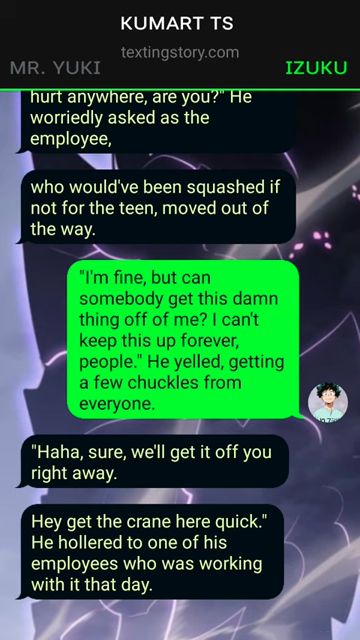 KUMART TS
textingstory.com
MR. YUKI
IZUKU
hurt anywhere, are you?" He
worriedly asked as the
employee,
who would've been squashed if
not for the teen, moved out of
the way.
"I'm fine, but can
somebody get this damn
thing off of me? I can't
keep this up forever,
people." He yelled, getting
a few chuckles from
everyone.
"Haha, sure, we'll get it off you
right away.
Hey get the crane here quick."
He hollered to one of his
employees who was working
with it that day.